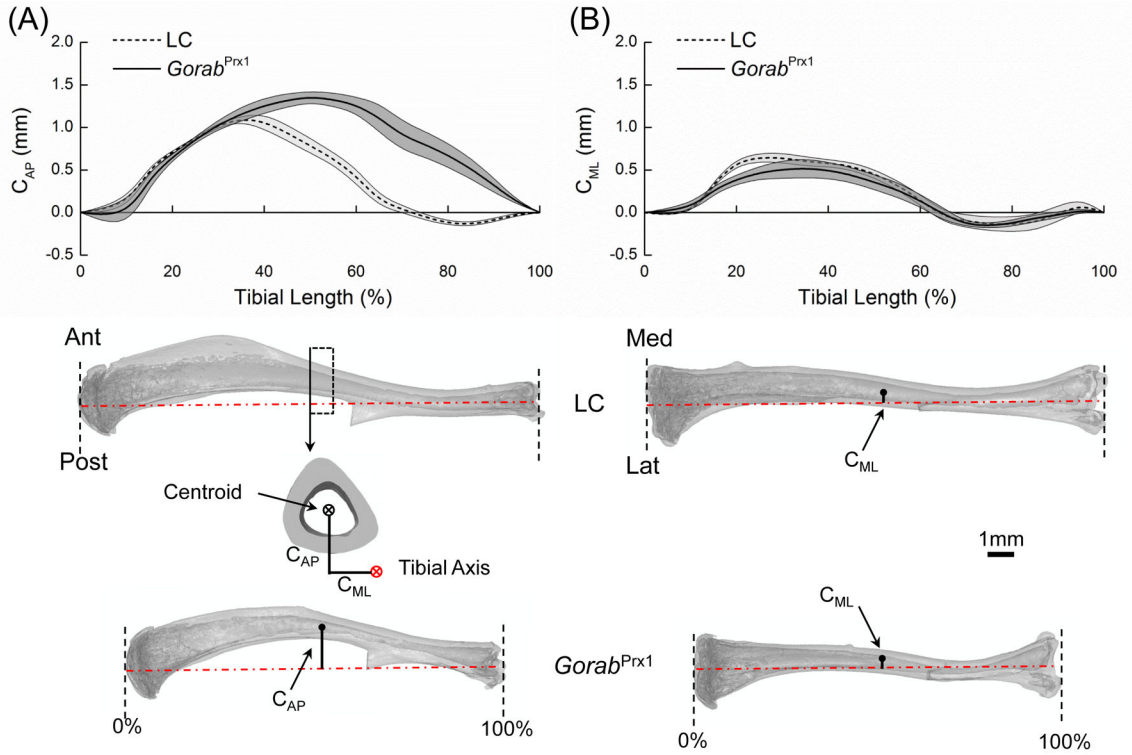 (A)
LC
Gorab^Prx1
2.0
1.5
1.0
0.5
0.0
-0.5
C_AP (mm)
0 20 40 60 80 100
Tibial Length (%)
(B)
LC
Gorab^Prx1
2.0
1.5
1.0
0.5
0.0
-0.5
C_ML (mm)
0 20 40 60 80 100
Tibial Length (%)
Ant
Post
Med
Lat
LC
C_ML
Centroid
C_AP
C_ML
Tibial Axis
1mm
C_AP
C_ML
Gorab^Prx1
0% 100%
0% 100%